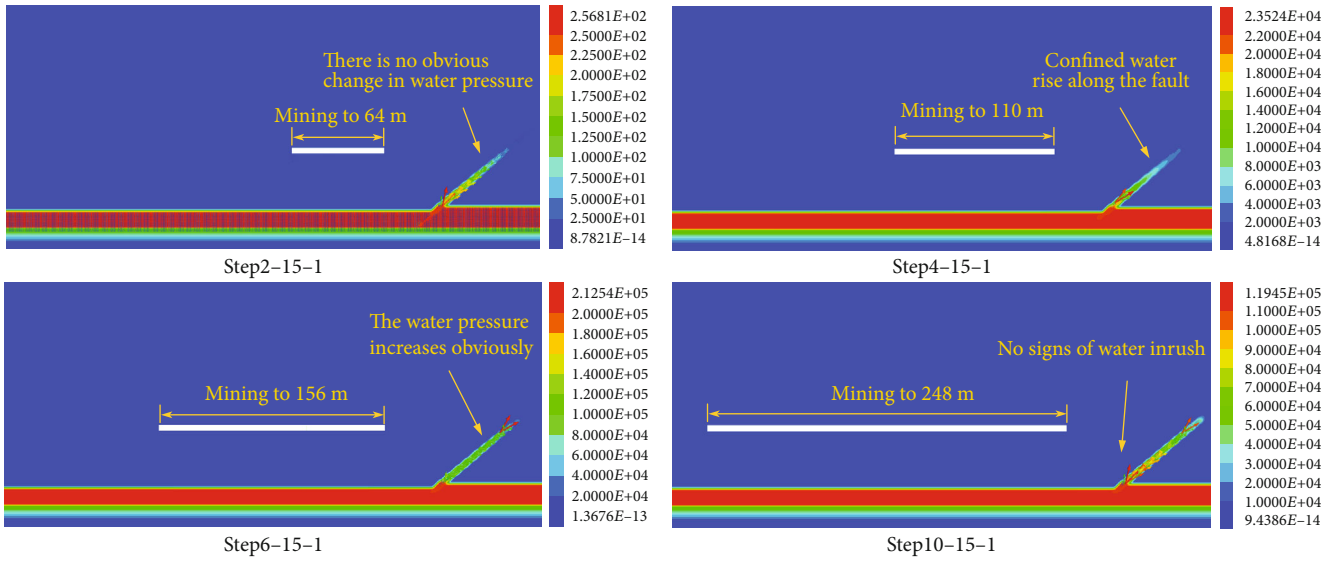 There is no obvious
change in water pressure
Mining to 64 m
2.5681E+02
2.5000E+02
2.2500E+02
2.0000E+02
1.7500E+02
1.5000E+02
1.2500E+02
1.0000E+02
7.5000E+01
5.0000E+01
2.5000E+01
8.7821E–14
Step2–15–1
Confined water
rise along the fault
Mining to 110 m
2.3524E+04
2.2000E+04
2.0000E+04
1.8000E+04
1.6000E+04
1.4000E+04
1.2000E+04
1.0000E+04
8.0000E+03
6.0000E+03
4.0000E+03
2.0000E+03
4.8168E–14
Step4–15–1
The water pressure
increases obviously
Mining to 156 m
2.1254E+05
2.0000E+05
1.8000E+05
1.6000E+05
1.4000E+05
1.2000E+05
1.0000E+05
8.0000E+04
6.0000E+04
4.0000E+04
2.0000E+04
1.3676E–13
Step6–15–1
No signs of water inrush
Mining to 248 m
1.1945E+05
1.1000E+05
1.0000E+05
9.0000E+04
8.0000E+04
7.0000E+04
6.0000E+04
5.0000E+04
4.0000E+04
3.0000E+04
2.0000E+04
1.0000E+04
9.4386E–14
Step10–15–1